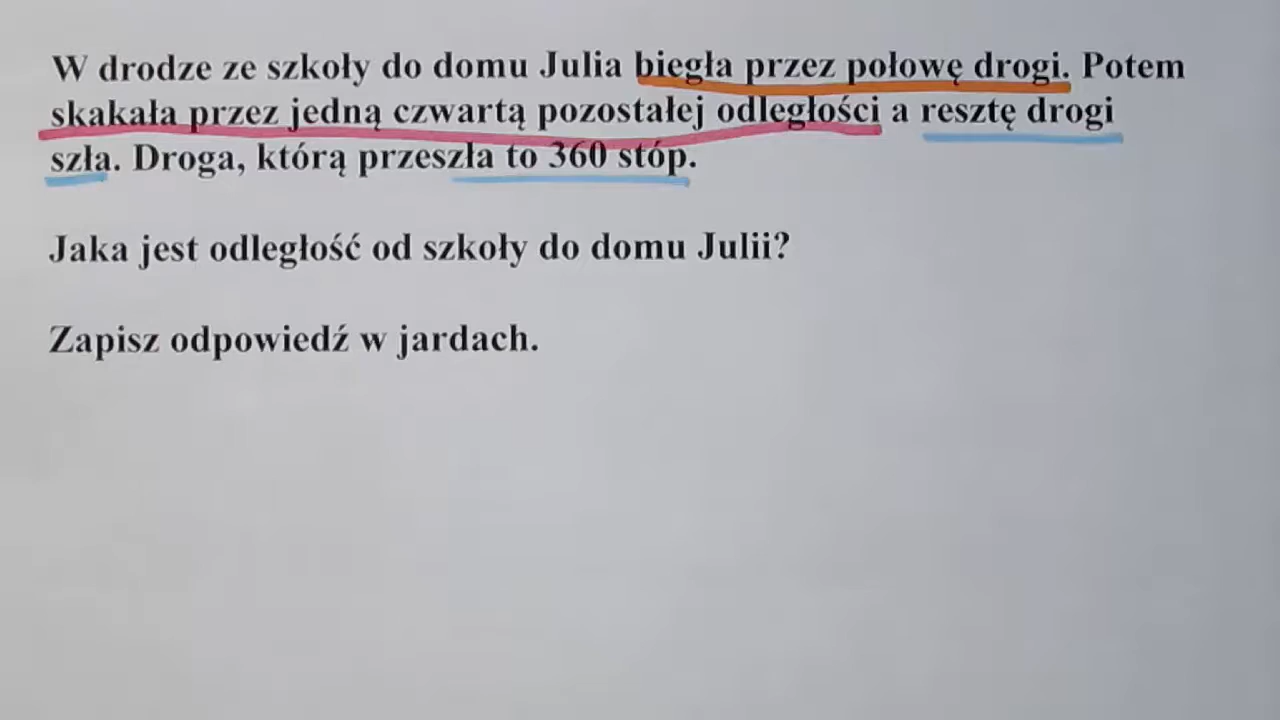 W drodze ze szkoły do domu Julia biegła przez połowę drogi. Potem
skakała przez jedną czwartą pozostałej odległości a resztę drogi
szła. Droga, którą przeszła to 360 stóp.
Jaka jest odległość od szkoły do domu Julii?
Zapisz odpowiedź w jardach.